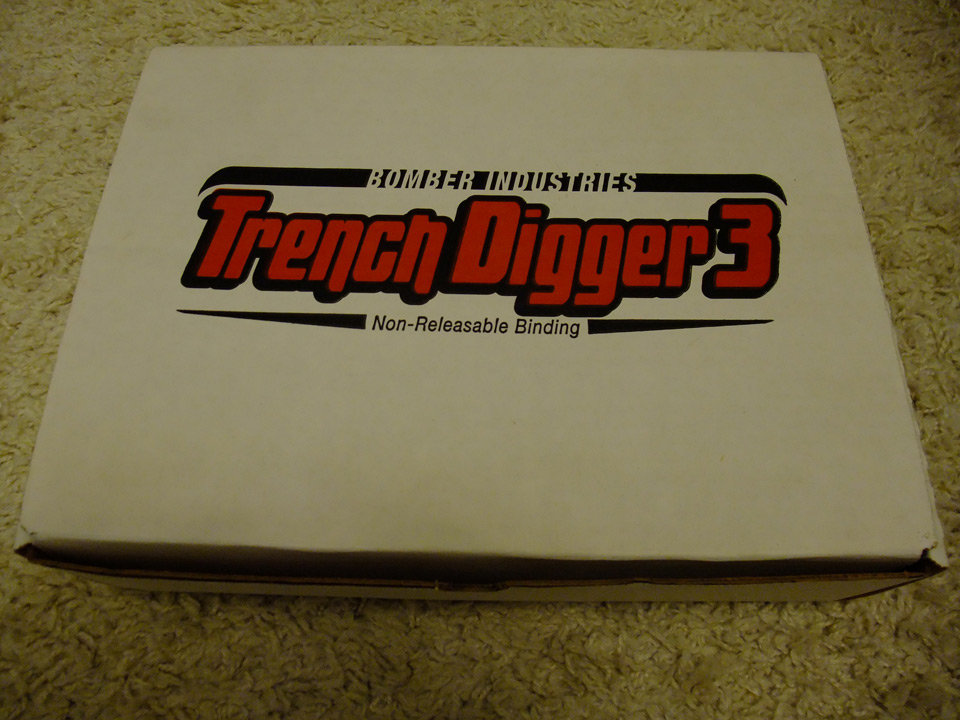 BOMBER INDUSTRIES
Trench Digger 3
Non-Releasable Binding